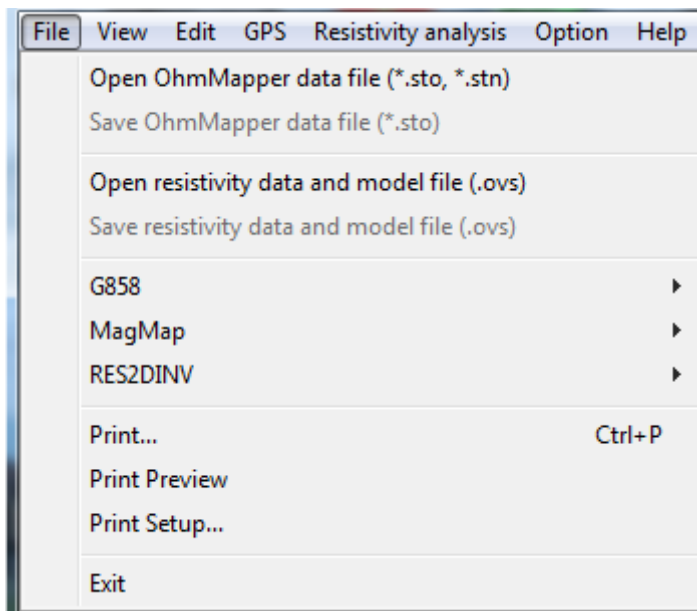 File View Edit GPS Resistivity analysis Option Help
Open OhmMapper data file (*.sto, *.stn)
Save OhmMapper data file (*.sto)
Open resistivity data and model file (.ovs)
Save resistivity data and model file (.ovs)
G858
MagMap
RES2DINV
Print... Ctrl+P
Print Preview
Print Setup...
Exit